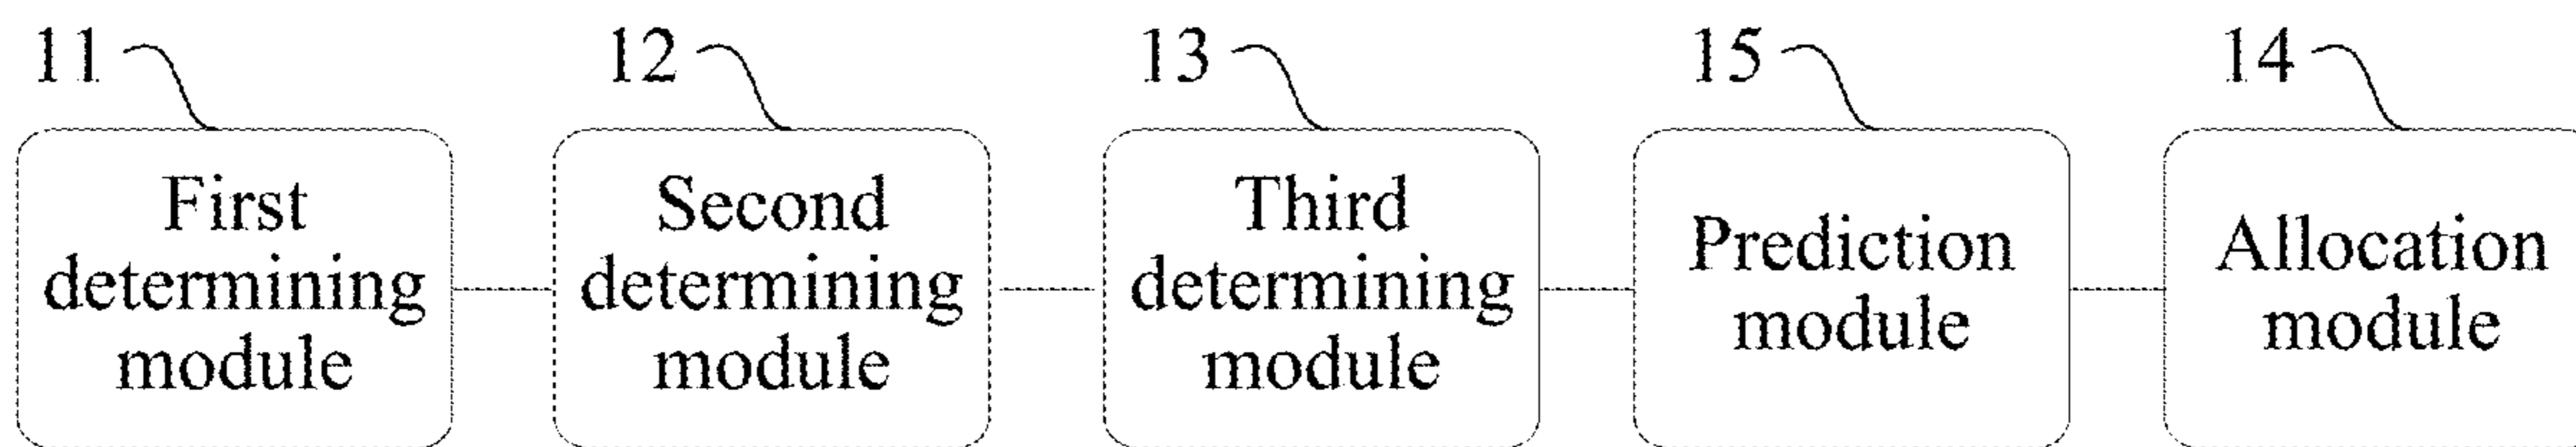 11
12
13
15
14
First
determining
module
Second
determining
module
Third
determining
module
Prediction
module
Allocation
module